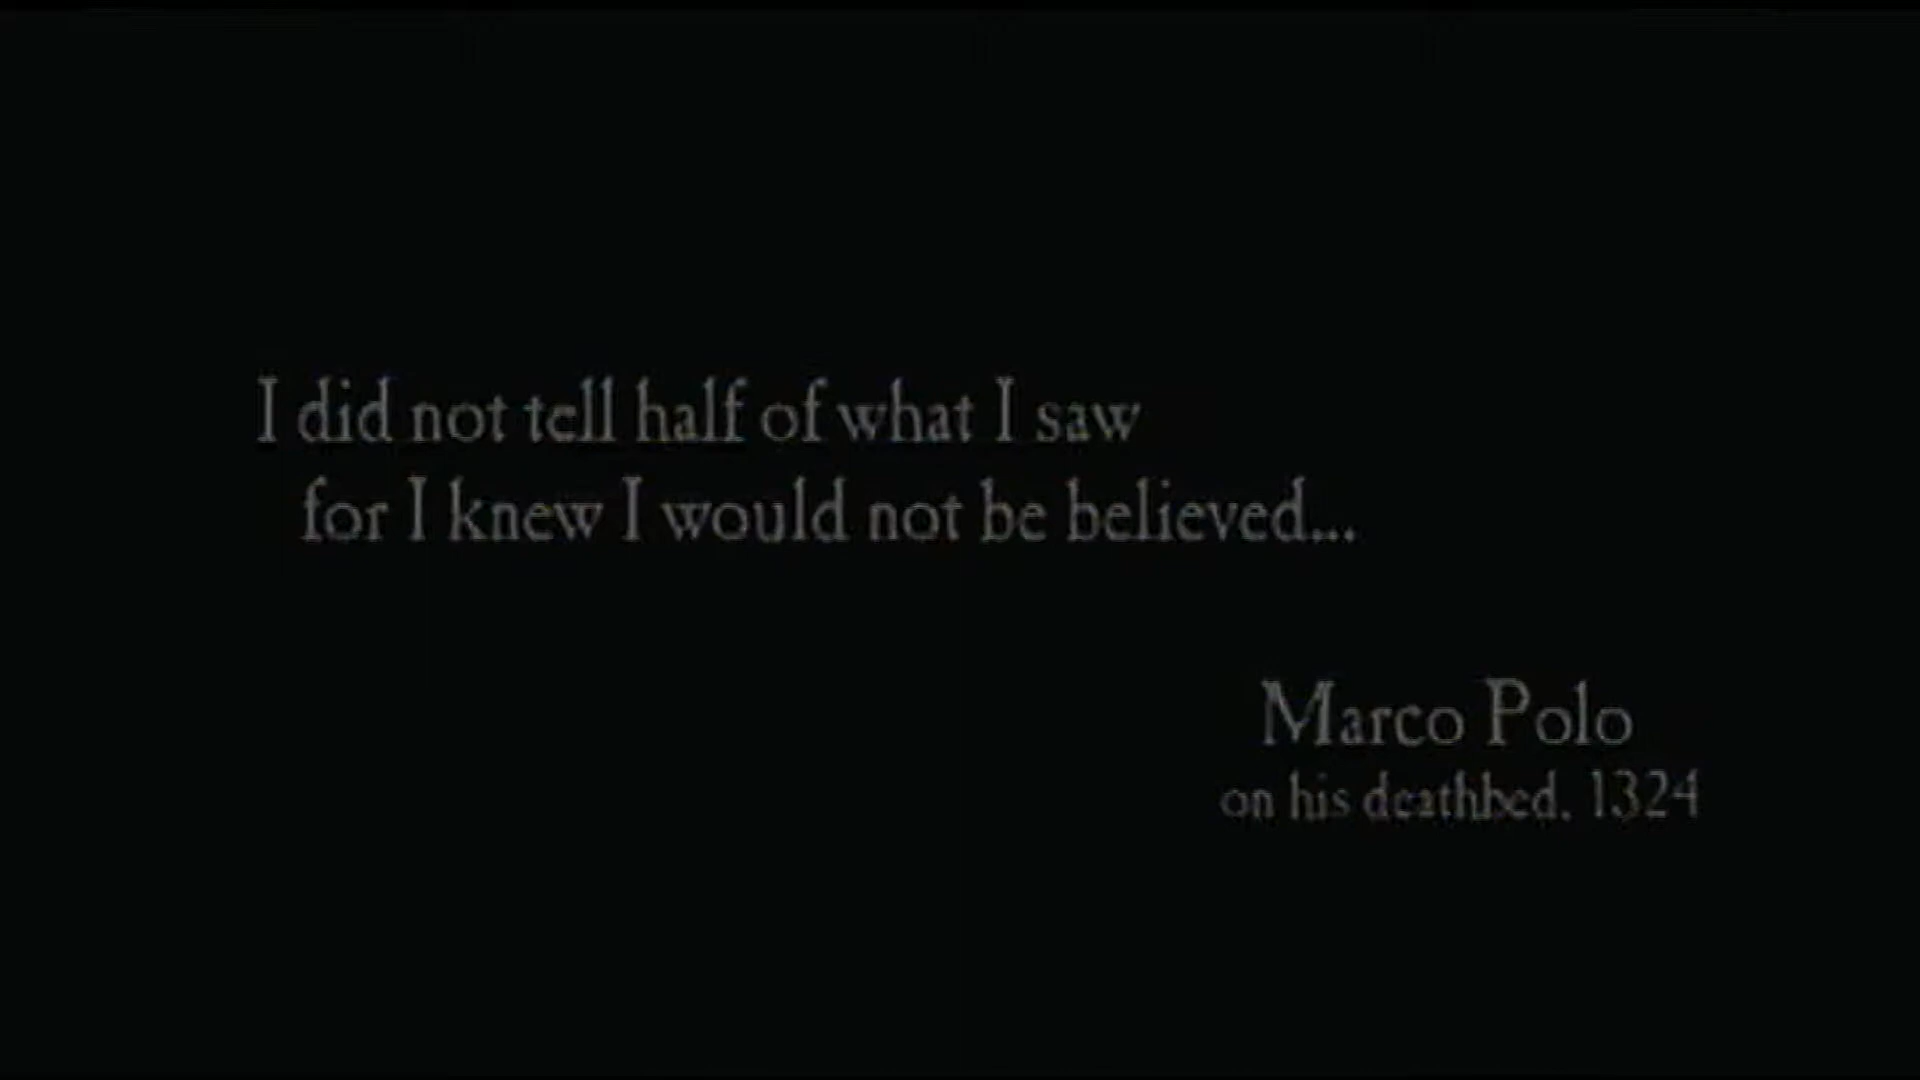 I did not tell half of what I saw
for I knew I would not be believed...
Marco Polo
on his deathbed, 1324